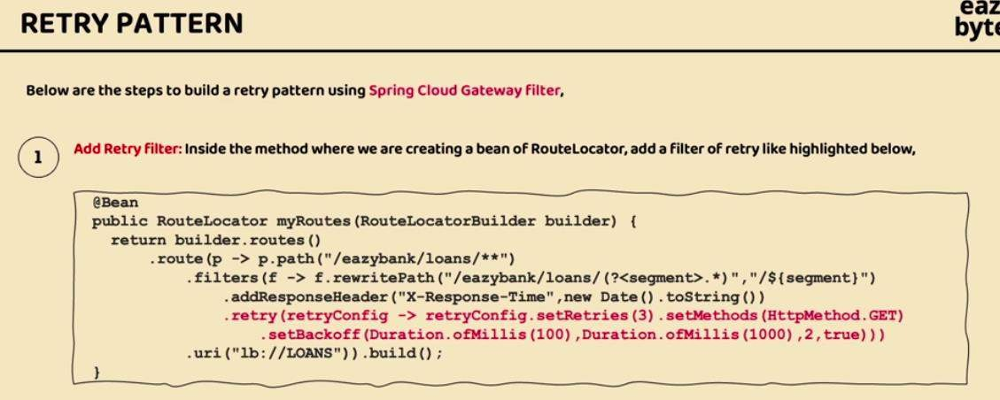 RETRY PATTERN
eaz
byte
Below are the steps to build a retry pattern using Spring Cloud Gateway filter,
1
Add Retry filter: Inside the method where we are creating a bean of RouteLocator, add a filter of retry like highlighted below,
@Bean
public RouteLocator myRoutes(RouteLocatorBuilder builder) {
return builder.routes()
.route(p -> p.path("/eazybank/loans/**")
.filters(f -> f.rewritePath("/eazybank/loans/(?<segment>.*)","/${segment}")
.addResponseHeader("X-Response-Time",new Date().toString())
.retry(retryConfig -> retryConfig.setRetries(3).setMethods(HttpMethod.GET)
.setBackoff(Duration.ofMillis(100),Duration.ofMillis(1000),2,true)))
.uri("lb://LOANS")).build();
}